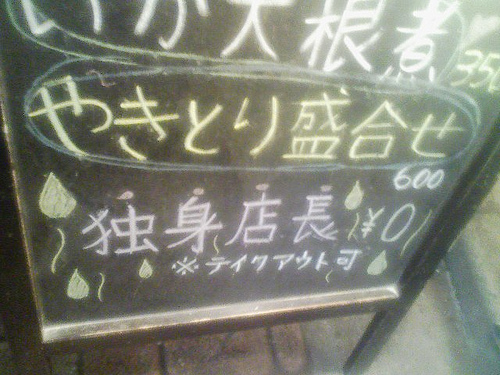 いか大根煮 350
やきとり盛合せ
600
独身店長 ¥0
※テイクアウト可